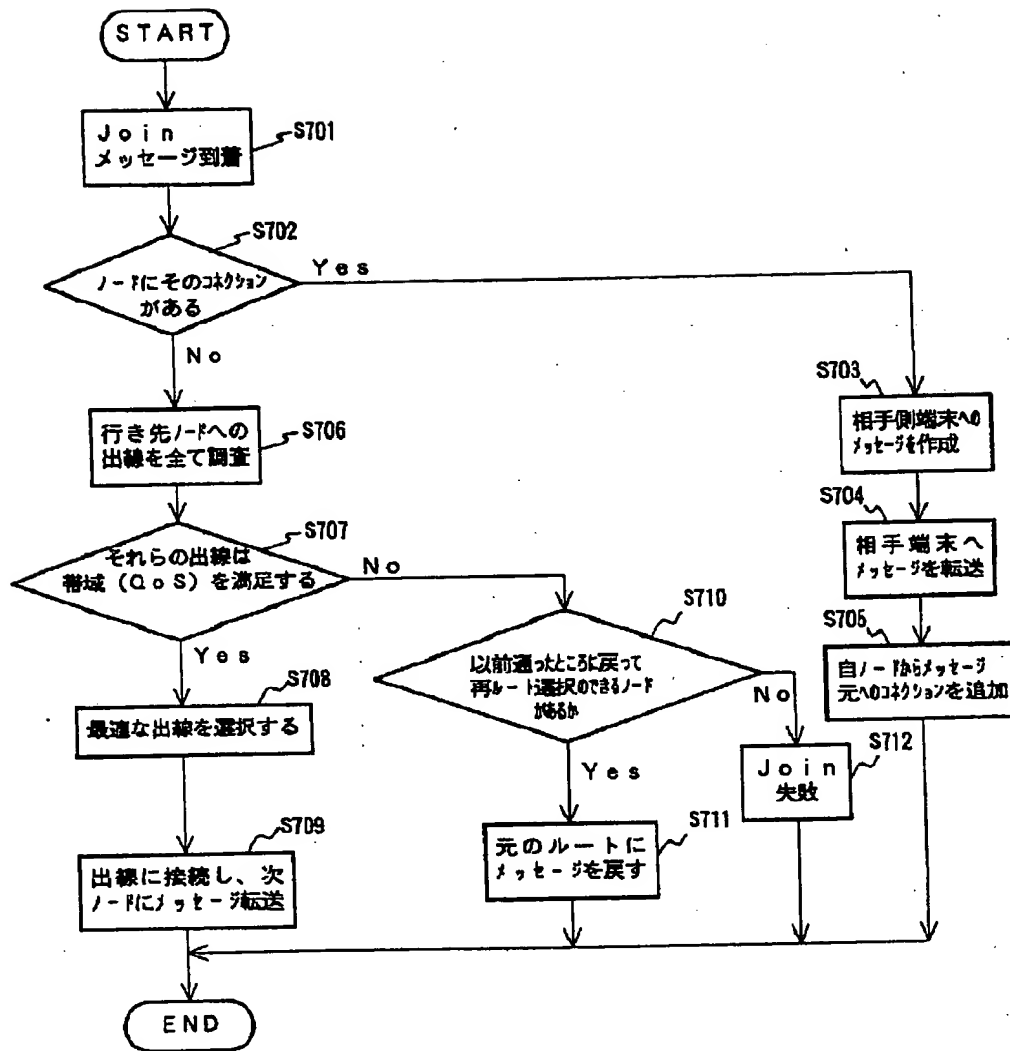 START
Join
メッセージ到着
S701
S702
ノードにそのコネクション
がある
Yes
No
行き先ノードへの
出線を全て調査
S706
S703
相手側端末への
メッセージを作成
S704
相手端末へ
メッセージを転送
S705
自ノードからメッセージ
元へのコネクションを追加
S707
それらの出線は
帯域（QoS）を満足する
No
Yes
S710
以前通ったところに戻って
再ルート選択のできるノード
があるか
No
Yes
S708
最適な出線を選択する
S712
Join
失敗
S711
元のルートに
メッセージを戻す
S709
出線に接続し、次
ノードにメッセージ転送
END